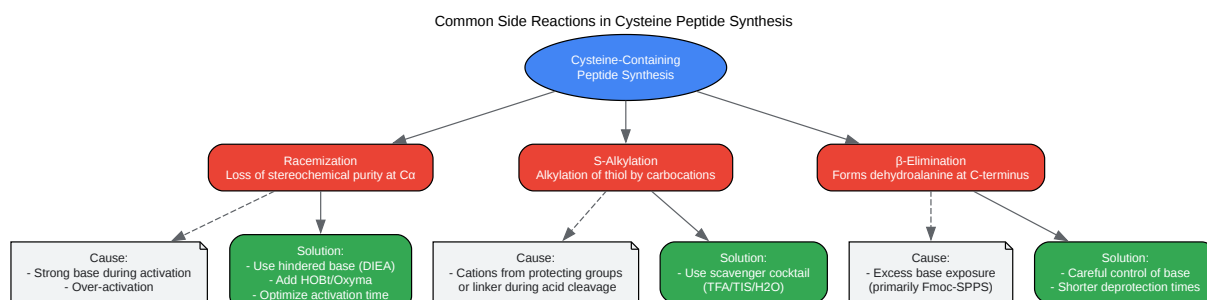 Common Side Reactions in Cysteine Peptide Synthesis
Cysteine-Containing
Peptide Synthesis
Racemization
Loss of stereochemical purity at Cα
S-Alkylation
Alkylation of thiol by carbocations
β-Elimination
Forms dehydroalanine at C-terminus
Cause:
- Strong base during activation
- Over-activation
Solution:
- Use hindered base (DIEA)
- Add HOBt/Oxyma
- Optimize activation time
Cause:
- Cations from protecting groups
or linker during acid cleavage
Solution:
- Use scavenger cocktail
(TFA/TIS/H2O)
Cause:
- Excess base exposure
(primarily Fmoc-SPPS)
Solution:
- Careful control of base
- Shorter deprotection times